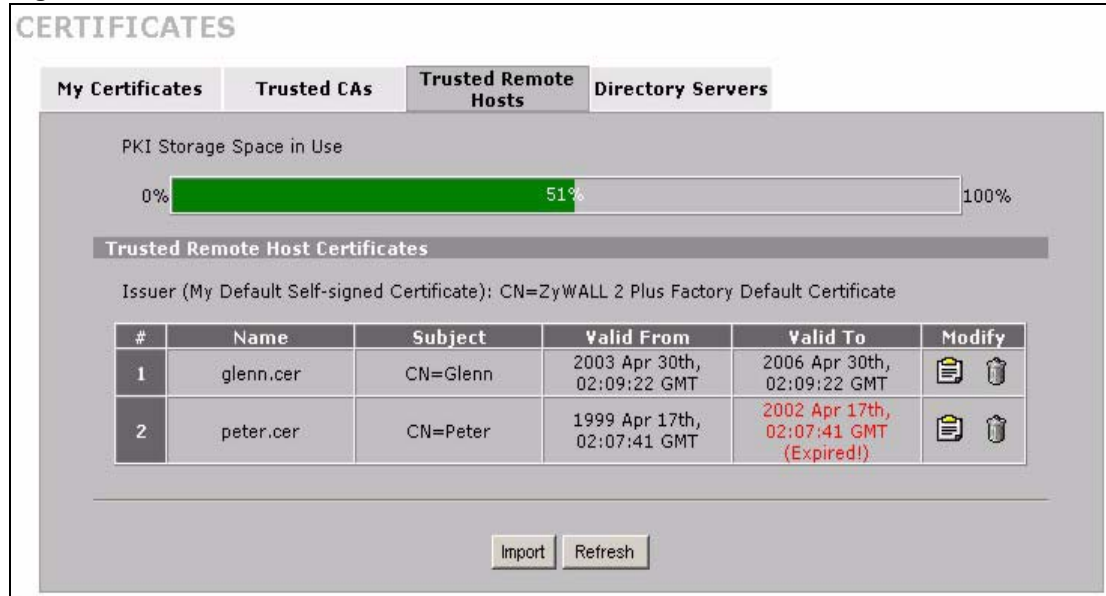 CERTIFICATES
My Certificates
Trusted CAs
Trusted Remote
Hosts
Directory Servers
PKI Storage Space in Use
0%
51%
100%
Trusted Remote Host Certificates
Issuer (My Default Self-signed Certificate): CN=ZyWALL 2 Plus Factory Default Certificate
# Name Subject Valid From Valid To Modify
1 glenn.cer CN=Glenn 2003 Apr 30th, 2006 Apr 30th,
02:09:22 GMT 02:09:22 GMT
2 peter.cer CN=Peter 1999 Apr 17th, 2002 Apr 17th,
02:07:41 GMT 02:07:41 GMT
(Expired!)
Import Refresh